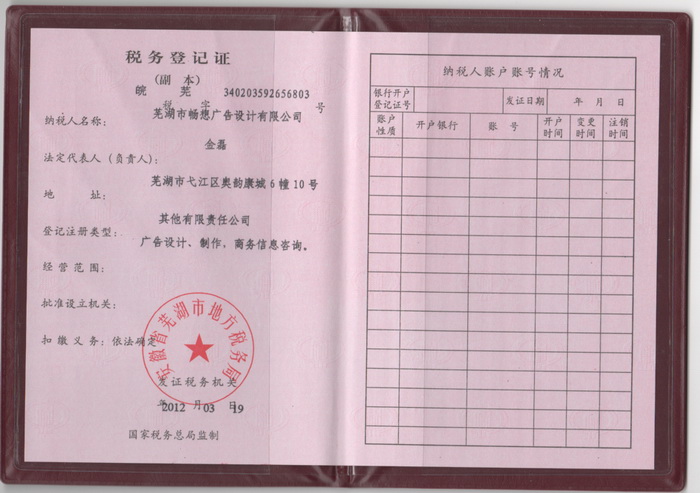 税务登记证
(副 本)
皖 芜 340203592656803
税 字 号
芜湖市畅想广告设计有限公司
纳税人名称:
金磊
法定代表人(负责人):
芜湖市弋江区奥韵康城6幢10号
地 址:
其他有限责任公司
登记注册类型:
广告设计、制作,商务信息咨询。
经营范围:
批准设立机关:
扣缴义务:依法确定
安徽省芜湖市地方税务局
发证税务机关
年2012 月03 19日
国家税务总局监制
纳税人账户账号情况
银行开户登记证号 发证日期 年 月 日
账户性质 开户银行 账 号 开户时间 变更时间 注销时间